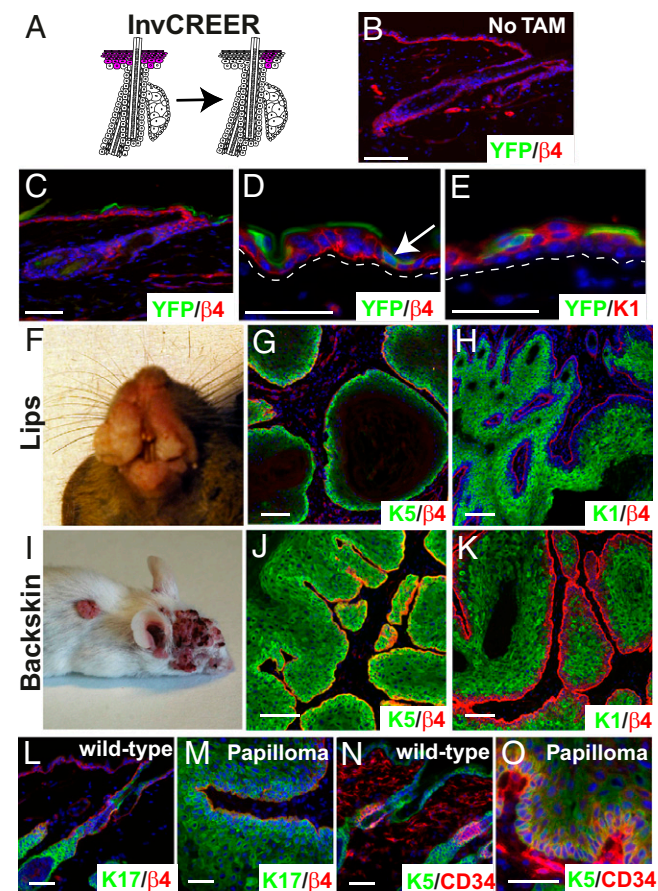 A
InvCREER
B
No TAM
YFP/β4
C
YFP/β4
D
YFP/β4
E
YFP/K1
Lips
F
G
K5/β4
H
K1/β4
Backskin
I
J
K5/β4
K
K1/β4
L
wild-type
K17/β4
M
Papilloma
K17/β4
N
wild-type
K5/CD34
O
Papilloma
K5/CD34